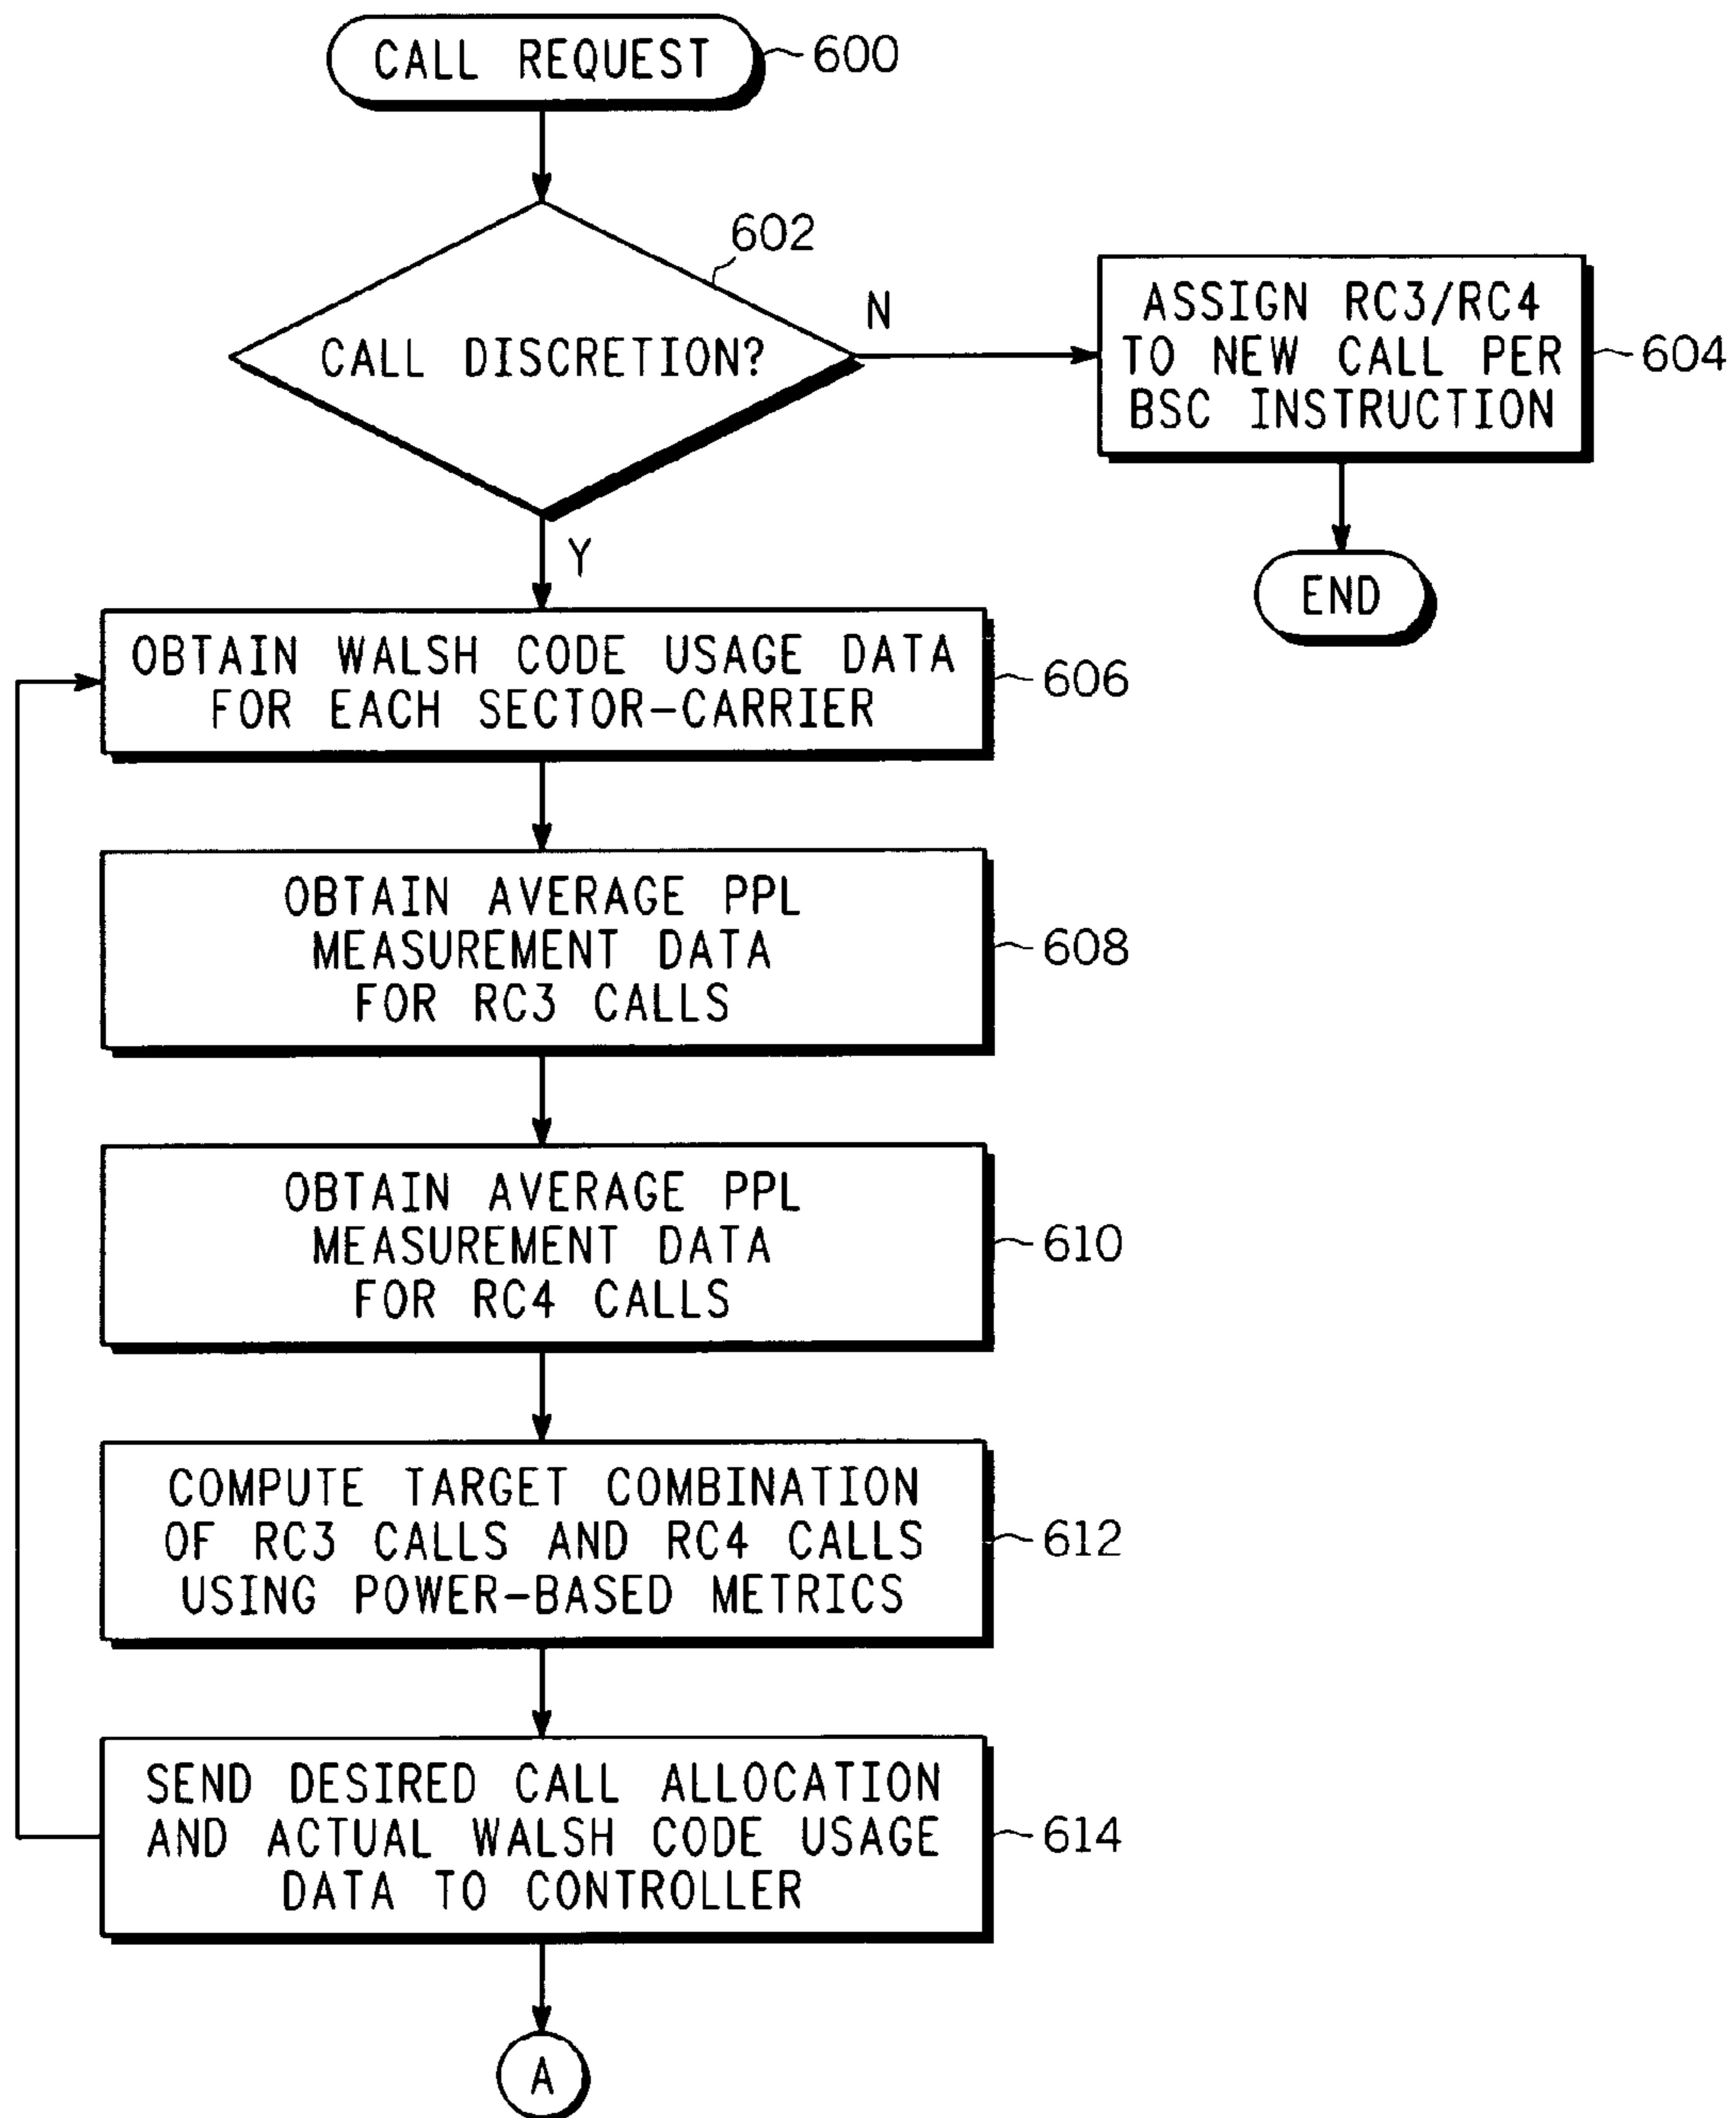 CALL REQUEST
600
602
CALL DISCRETION?
N
ASSIGN RC3/RC4
TO NEW CALL PER
BSC INSTRUCTION
604
END
Y
OBTAIN WALSH CODE USAGE DATA
FOR EACH SECTOR-CARRIER
606
OBTAIN AVERAGE PPL
MEASUREMENT DATA
FOR RC3 CALLS
608
OBTAIN AVERAGE PPL
MEASUREMENT DATA
FOR RC4 CALLS
610
COMPUTE TARGET COMBINATION
OF RC3 CALLS AND RC4 CALLS
USING POWER-BASED METRICS
612
SEND DESIRED CALL ALLOCATION
AND ACTUAL WALSH CODE USAGE
DATA TO CONTROLLER
614
A